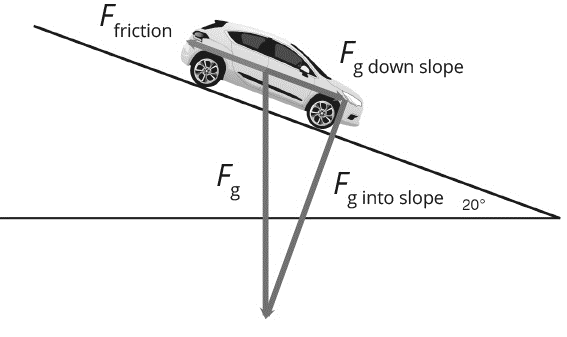 F friction
F g down slope
F g
F g into slope
20°